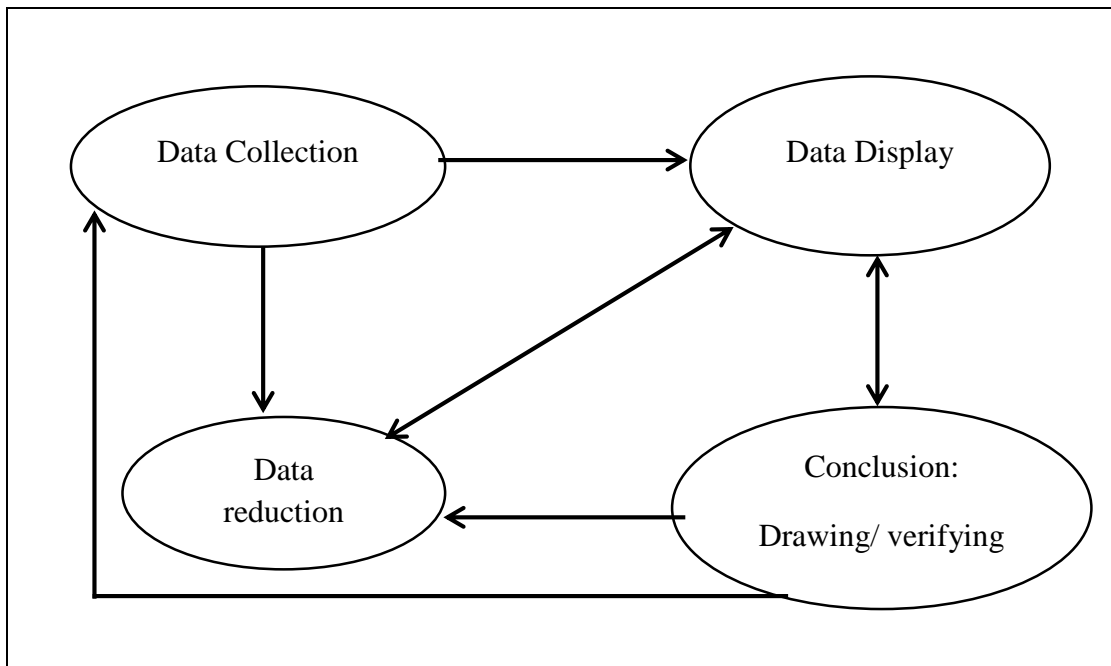 Data Collection
Data Display
Data
reduction
Conclusion:
Drawing/ verifying